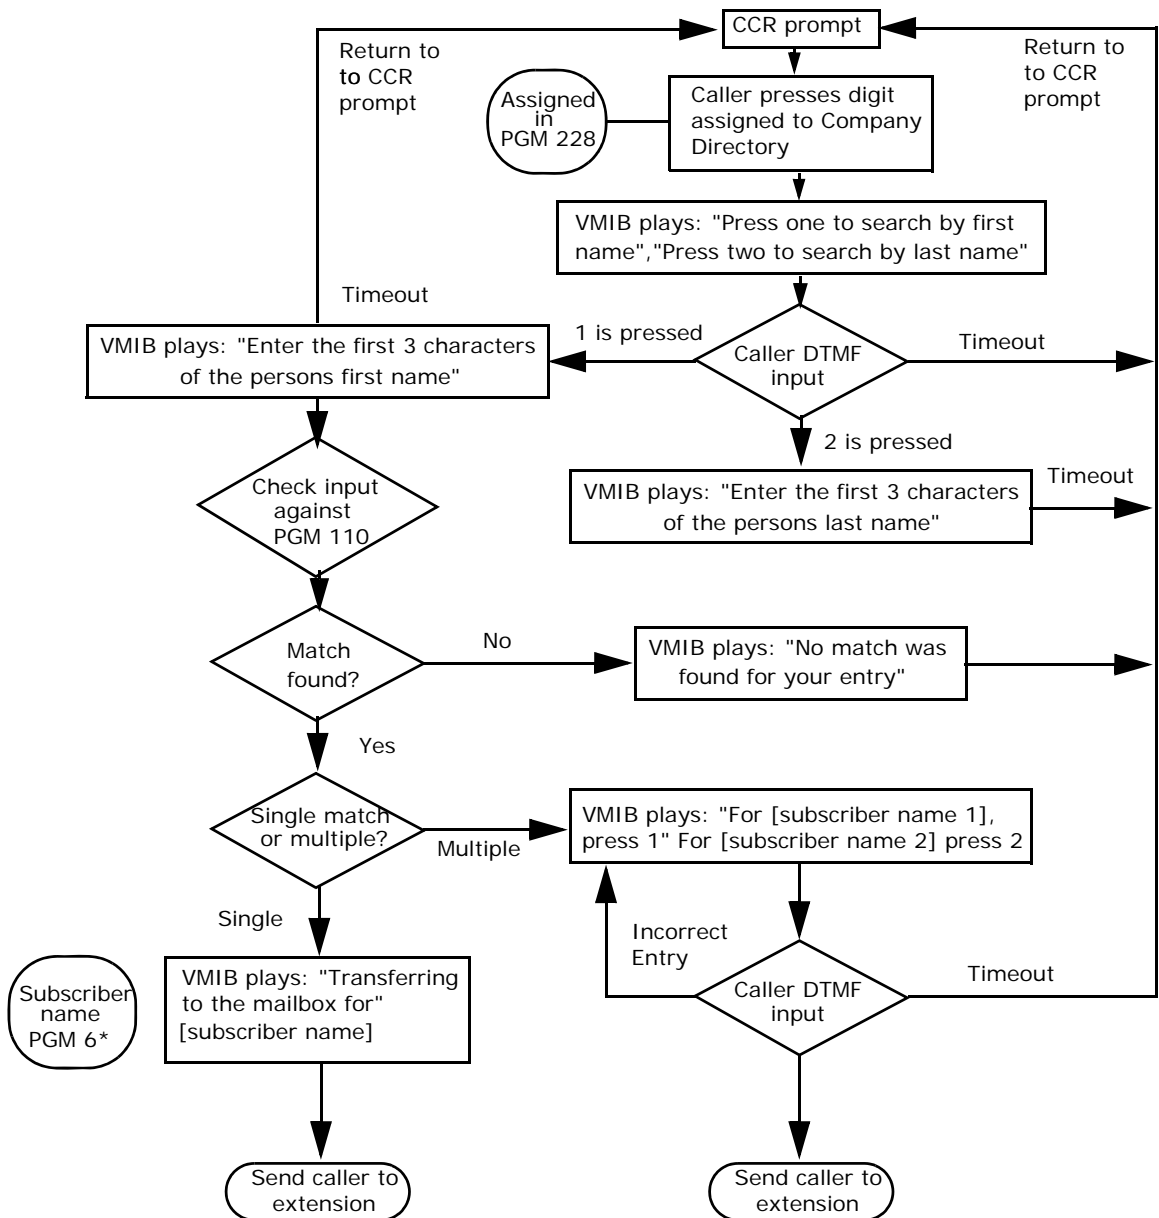 CCR prompt
Return to
to CCR
prompt
Return to
to CCR
prompt
Assigned
in
PGM 228
Caller presses digit
assigned to Company
Directory
VMIB plays: "Press one to search by first
name","Press two to search by last name"
Timeout
1 is pressed
Caller DTMF
input
Timeout
VMIB plays: "Enter the first 3 characters
of the persons first name"
2 is pressed
Check input
against
PGM 110
VMIB plays: "Enter the first 3 characters
of the persons last name"
Timeout
Match
found?
No
VMIB plays: "No match was
found for your entry"
Yes
Single match
or multiple?
Multiple
VMIB plays: "For [subscriber name 1],
press 1" For [subscriber name 2] press 2
Single
Incorrect
Entry
Subscriber
name
PGM 6*
VMIB plays: "Transferring
to the mailbox for"
[subscriber name]
Caller DTMF
input
Timeout
Send caller to
extension
Send caller to
extension